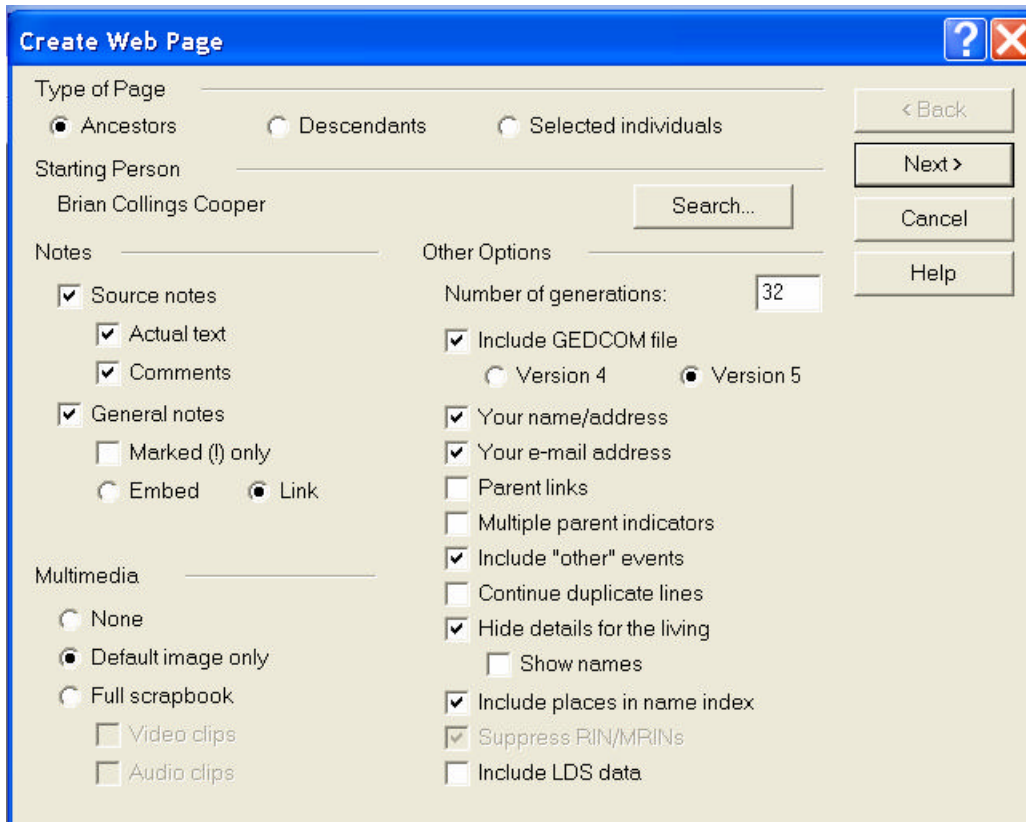 Create Web Page
Type of Page
Ancestors Descendants Selected individuals
Starting Person
Brian Collings Cooper Search...
< Back
Next >
Cancel
Help
Notes
Source notes
Actual text
Comments
General notes
Marked (!) only
Embed Link
Multimedia
None
Default image only
Full scrapbook
Video clips
Audio clips
Other Options
Number of generations: 32
Include GEDCOM file
Version 4 Version 5
Your name/address
Your e-mail address
Parent links
Multiple parent indicators
Include "other" events
Continue duplicate lines
Hide details for the living
Show names
Include places in name index
Suppress RIN/MRINs
Include LDS data